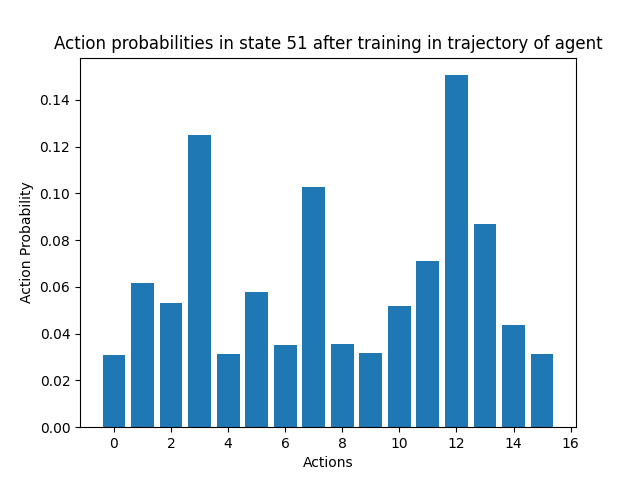 Action probabilities in state 51 after training in trajectory of agent
0.14
0.12
0.10
0.08
0.06
0.04
0.02
0.00
Action Probability
0 2 4 6 8 10 12 14 16
Actions